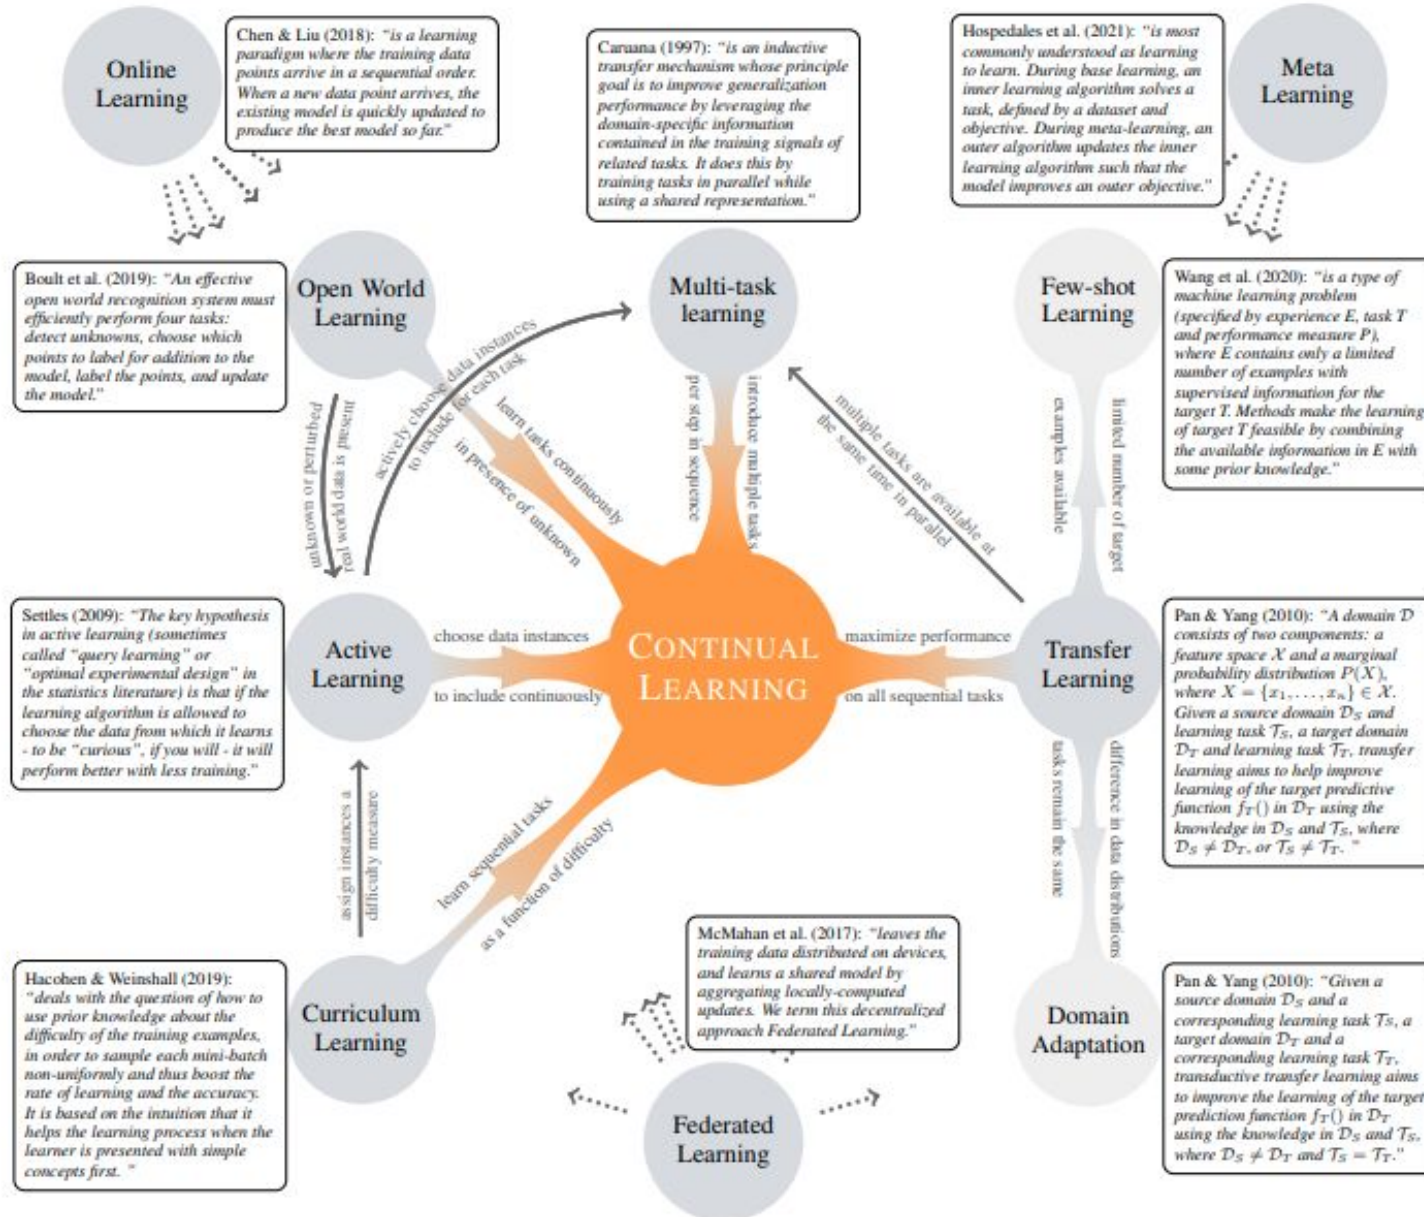 Online
Learning
Chen & Liu (2018): “is a learning
paradigm where the training data
points arrive in a sequential order.
When a new data point arrives, the
existing model is quickly updated to
produce the best model so far.”
Caruana (1997): “is an inductive
transfer mechanism whose principle
goal is to improve generalization
performance by leveraging the
domain-specific information
contained in the training signals of
related tasks. It does this by
training tasks in parallel while
using a shared representation.”
Hospedales et al. (2021): “is most
commonly understood as learning
to learn. During base learning, an
inner learning algorithm solves a
task, defined by a dataset and
objective. During meta-learning, an
outer algorithm updates the inner
learning algorithm such that the
model improves an outer objective.”
Meta
Learning
Boult et al. (2019): “An effective
open world recognition system must
efficiently perform four tasks:
detect unknowns, choose which
points to label for addition to the
model, label the points, and update
the model.”
Open World
Learning
Multi-task
learning
Few-shot
Learning
Wang et al. (2020): “is a type of
machine learning problem
(specified by experience E, task T
and performance measure P),
where E contains only a limited
number of examples with
supervised information for the
target T. Methods make the learning
of target T feasible by combining
the available information in E with
some prior knowledge.”
unknown or perturbed
real world data is present
actively choose data instances
to include for each task
learn tasks continuously
in presence of unknown
per step in sequence
introduce multiple tasks
multiple tasks are available at
the same time in parallel
examples available
limited number of target
Settles (2009): “The key hypothesis
in active learning (sometimes
called “query learning” or
“optimal experimental design” in
the statistics literature) is that if the
learning algorithm is allowed to
choose the data from which it learns
- to be “curious”, if you will - it will
perform better with less training.”
Active
Learning
choose data instances
to include continuously
CONTINUAL
LEARNING
maximize performance
on all sequential tasks
Transfer
Learning
Pan & Yang (2010): “A domain D
consists of two components: a
feature space X and a marginal
probability distribution P(X),
where X = {x₁, . . . , xₙ} ∈ X.
Given a source domain D_S and
learning task T_S, a target domain
D_T and learning task T_T, transfer
learning aims to help improve
learning of the target predictive
function f_T() in D_T using the
knowledge in D_S and T_S, where
D_S ≠ D_T, or T_S ≠ T_T. ”
assign instances a
difficulty measure
learn sequential tasks
as a function of difficulty
tasks remain the same
difference in data distributions
Hacohen & Weinshall (2019):
“deals with the question of how to
use prior knowledge about the
difficulty of the training examples,
in order to sample each mini-batch
non-uniformly and thus boost the
rate of learning and the accuracy.
It is based on the intuition that it
helps the learning process when the
learner is presented with simple
concepts first. ”
Curriculum
Learning
McMahan et al. (2017): “leaves the
training data distributed on devices,
and learns a shared model by
aggregating locally-computed
updates. We term this decentralized
approach Federated Learning.”
Federated
Learning
Domain
Adaptation
Pan & Yang (2010): “Given a
source domain D_S and a
corresponding learning task T_S, a
target domain D_T and a
corresponding learning task T_T,
transductive transfer learning aims
to improve the learning of the target
prediction function f_T() in D_T
using the knowledge in D_S and T_S,
where D_S ≠ D_T and T_S = T_T.”